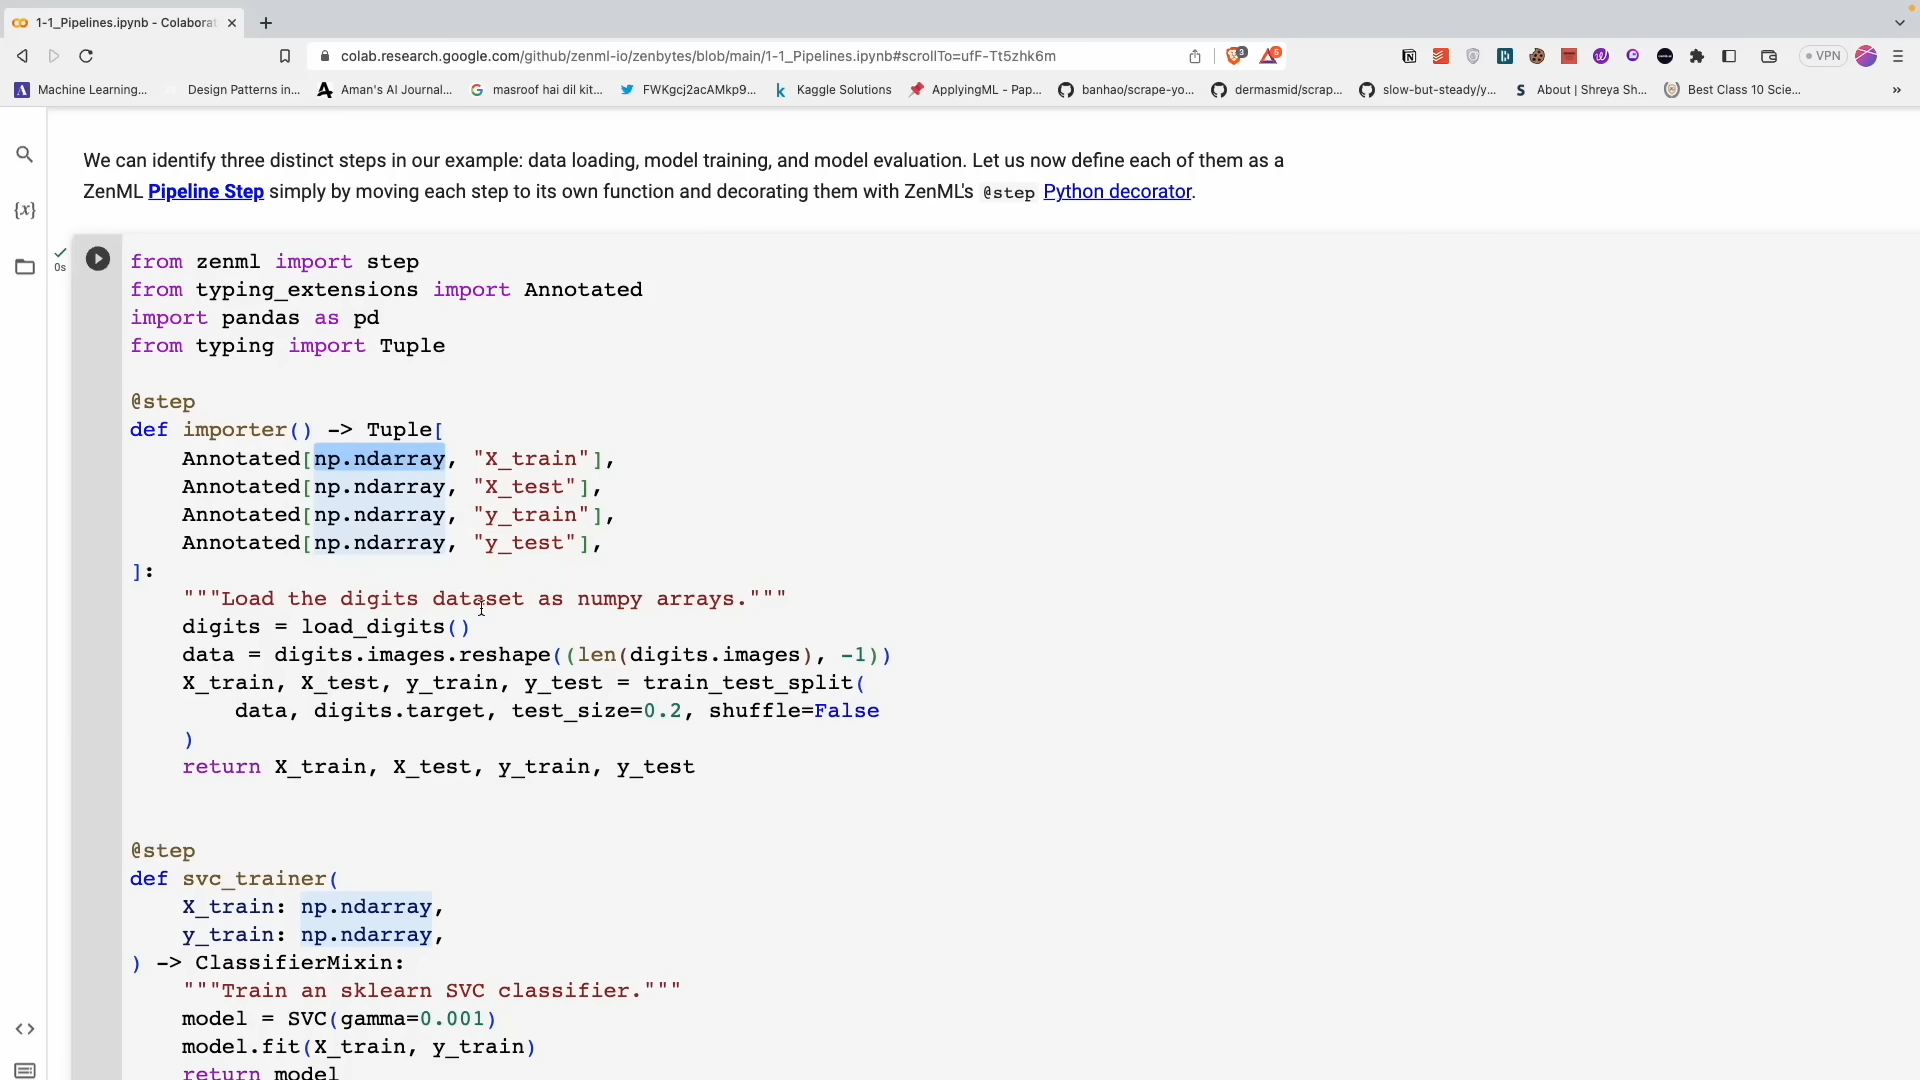 1-1_Pipelines.ipynb - Colabora
colab.research.google.com/github/zenml-io/zenbytes/blob/main/1-1_Pipelines.ipynb#scrollTo=ufF-Tt5zhk6m
3
5
VPN
Machine Learning...
Design Patterns in...
Aman's AI Journal...
masroof hai dil kit...
FWKgcj2acAMkp9...
Kaggle Solutions
ApplyingML - Pap...
banhao/scrape-yo...
dermasmid/scrap...
slow-but-steady/y...
About | Shreya Sh...
Best Class 10 Scie...
»
We can identify three distinct steps in our example: data loading, model training, and model evaluation. Let us now define each of them as a
ZenML Pipeline Step simply by moving each step to its own function and decorating them with ZenML's @step Python decorator.
{x}
0s
from zenml import step
from typing_extensions import Annotated
import pandas as pd
from typing import Tuple
@step
def importer() -> Tuple[
    Annotated[np.ndarray, "X_train"],
    Annotated[np.ndarray, "X_test"],
    Annotated[np.ndarray, "y_train"],
    Annotated[np.ndarray, "y_test"],
]:
    """Load the digits dataset as numpy arrays."""
    digits = load_digits()
    data = digits.images.reshape((len(digits.images), -1))
    X_train, X_test, y_train, y_test = train_test_split(
        data, digits.target, test_size=0.2, shuffle=False
    )
    return X_train, X_test, y_train, y_test
@step
def svc_trainer(
    X_train: np.ndarray,
    y_train: np.ndarray,
) -> ClassifierMixin:
    """Train an sklearn SVC classifier."""
    model = SVC(gamma=0.001)
    model.fit(X_train, y_train)
    return model